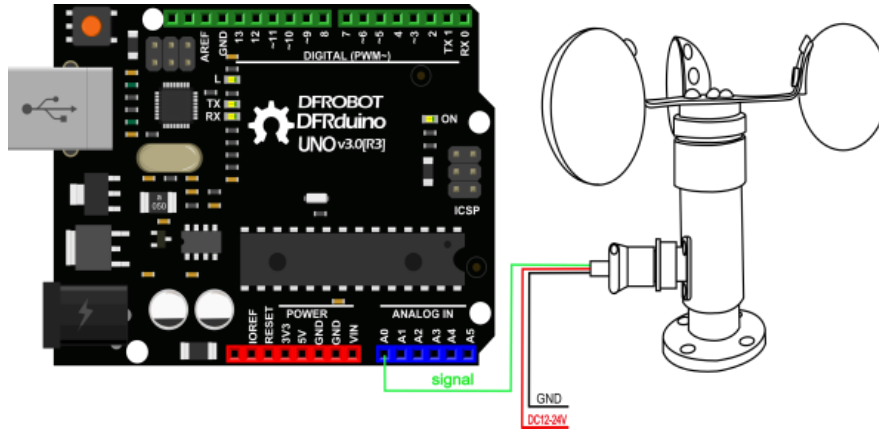 AREF
GND
13
12
~11
~10
~9
8
7
~6
~5
4
~3
2
TX 1
RX 0
DIGITAL (PWM~)
L
TX
RX
DFROBOT
DFRduino
UNO v3.0[R3]
ON
ICSP
POWER
ANALOG IN
IOREF
RESET
3V3
5V
GND
GND
VIN
A0
A1
A2
A3
A4
A5
signal
GND
DC12-24V